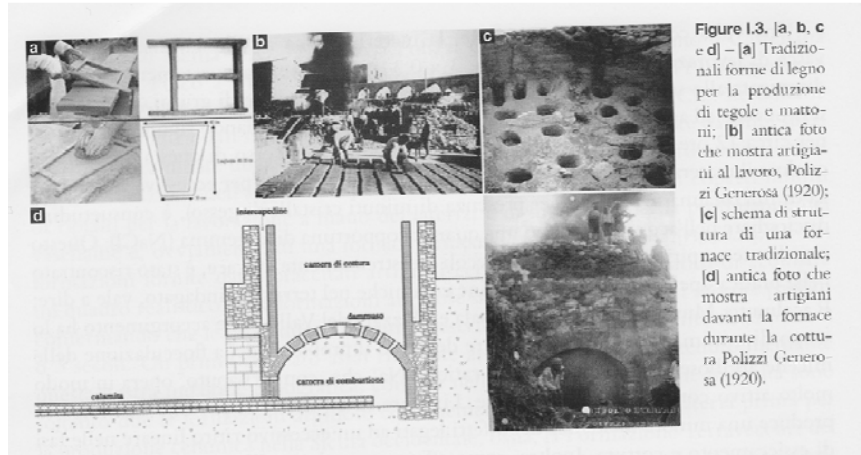 a
b
c
d
intercapedine
camera di cottura
dammuso
camera di combustione
calamita
Figure I.3. [a, b, c
e d] – [a] Tradizio-
nali forme di legno
per la produzione
di tegole e matto-
ni; [b] antica foto
che mostra artigia-
ni al lavoro, Poliz-
zi Generosa (1920);
[c] schema di strut-
tura di una for-
nace tradizionale;
[d] antica foto che
mostra artigiani
davanti la fornace
durante la cottu-
ra Polizzi Genero-
sa (1920).